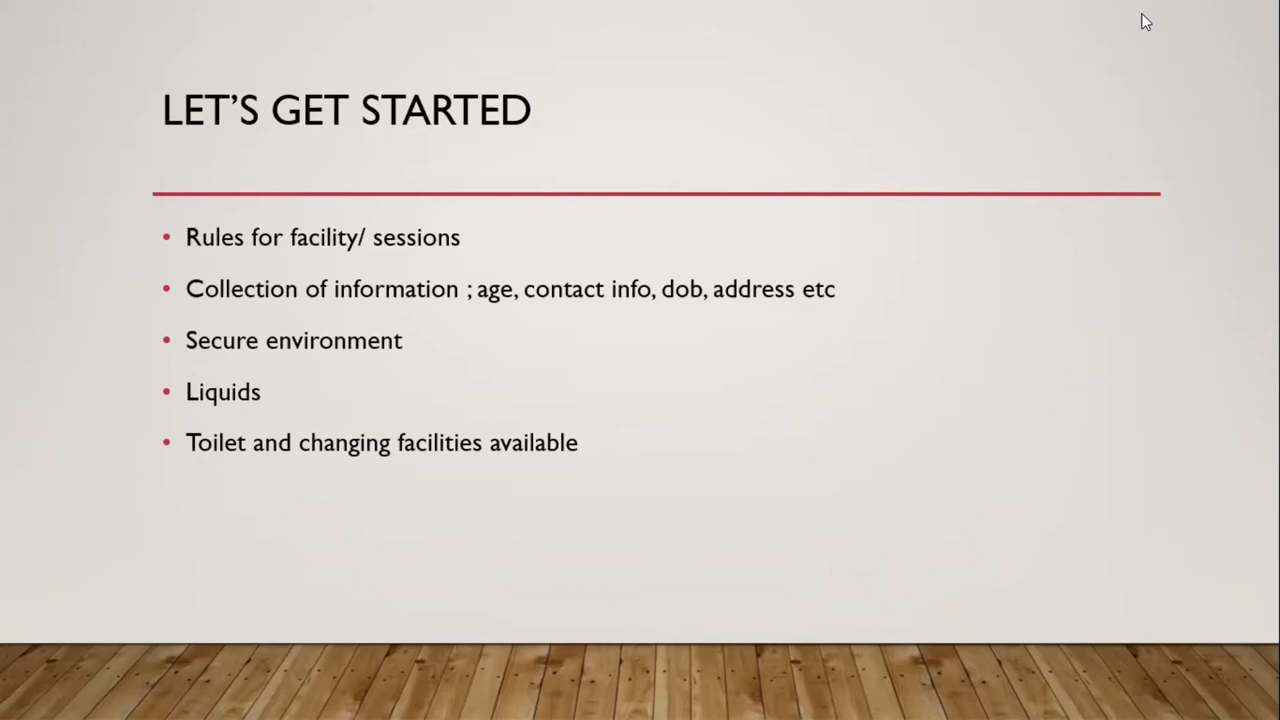 LET’S GET STARTED
• Rules for facility/ sessions
• Collection of information ; age, contact info, dob, address etc
• Secure environment
• Liquids
• Toilet and changing facilities available